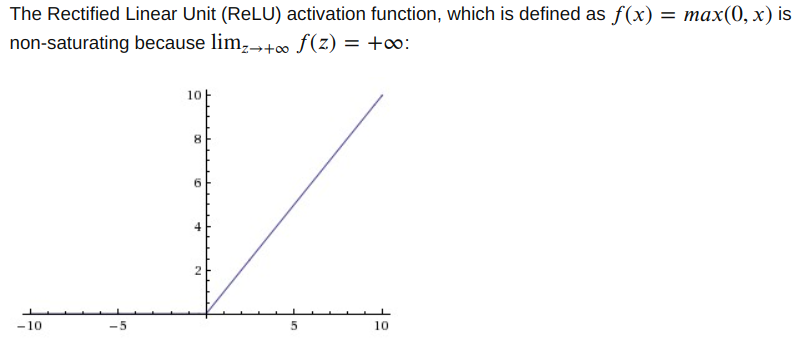 The Rectified Linear Unit (ReLU) activation function, which is defined as f(x) = max(0, x) is
non-saturating because lim_{z→+∞} f(z) = +∞:
10
8
6
4
2
−10 −5 5 10